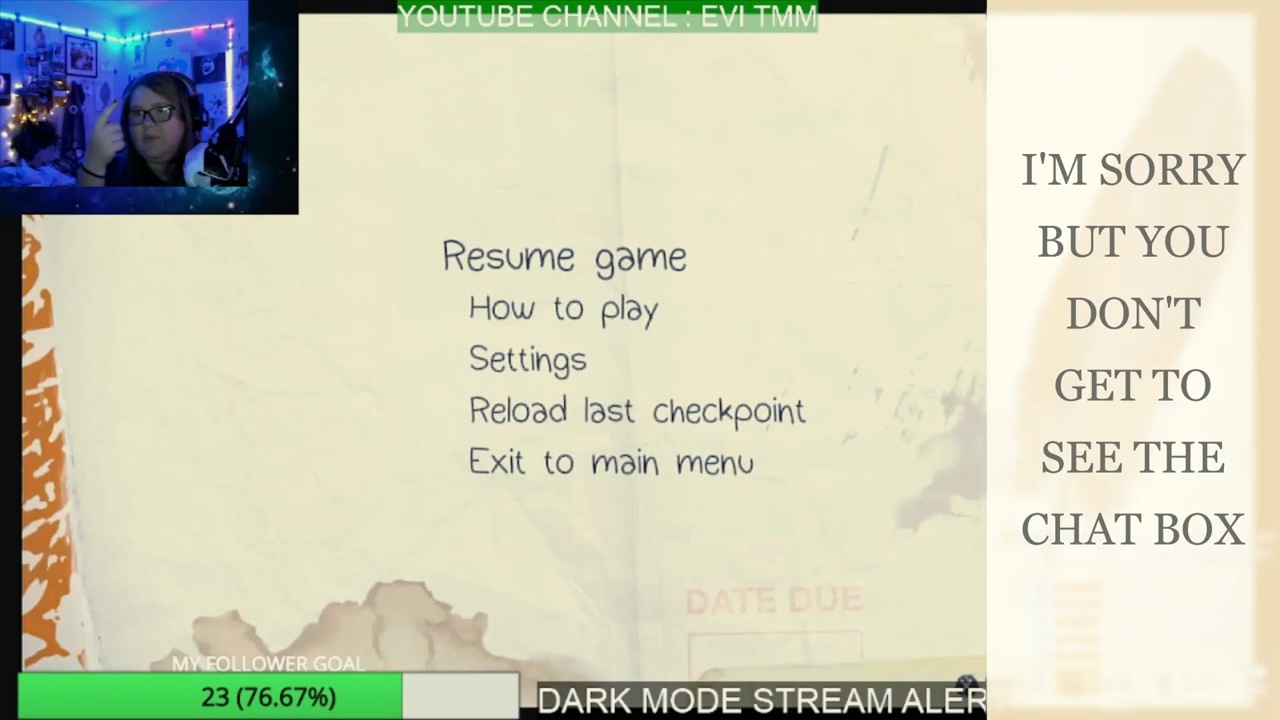 YOUTUBE CHANNEL : EVI TMM
Resume game
How to play
Settings
Reload last checkpoint
Exit to main menu
DATE DUE
MY FOLLOWER GOAL
23 (76.67%)
DARK MODE STREAM ALER
I'M SORRY
BUT YOU
DON'T
GET TO
SEE THE
CHAT BOX